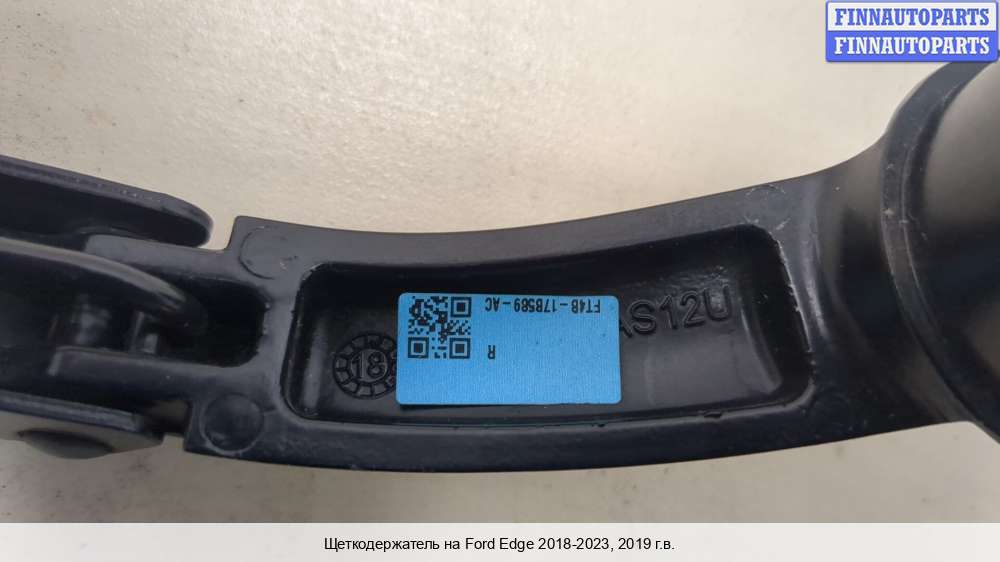 FINNAUTOPARTS
FINNAUTOPARTS
FT4B-17B589-AC
R
AS12U
18
Щеткодержатель на Ford Edge 2018-2023, 2019 г.в.